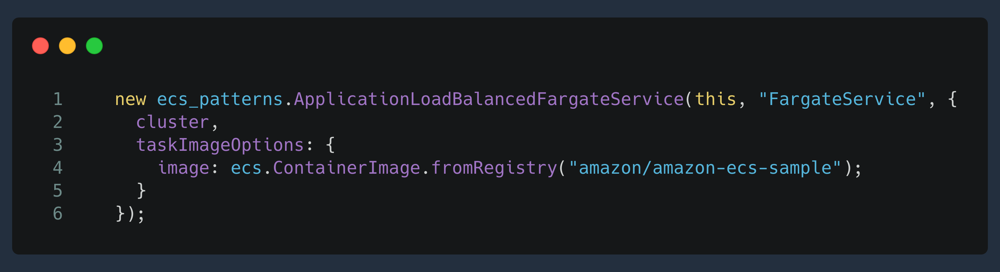 1 new ecs_patterns.ApplicationLoadBalancedFargateService(this, "FargateService", {
2 cluster,
3 taskImageOptions: {
4 image: ecs.ContainerImage.fromRegistry("amazon/amazon-ecs-sample");
5 }
6 });